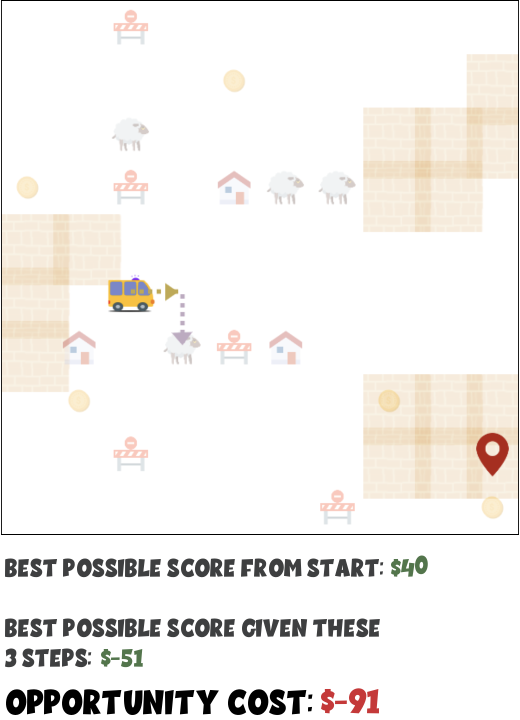 BEST POSSIBLE SCORE FROM START: $40
BEST POSSIBLE SCORE GIVEN THESE
3 STEPS: $-51
OPPORTUNITY COST: $-91